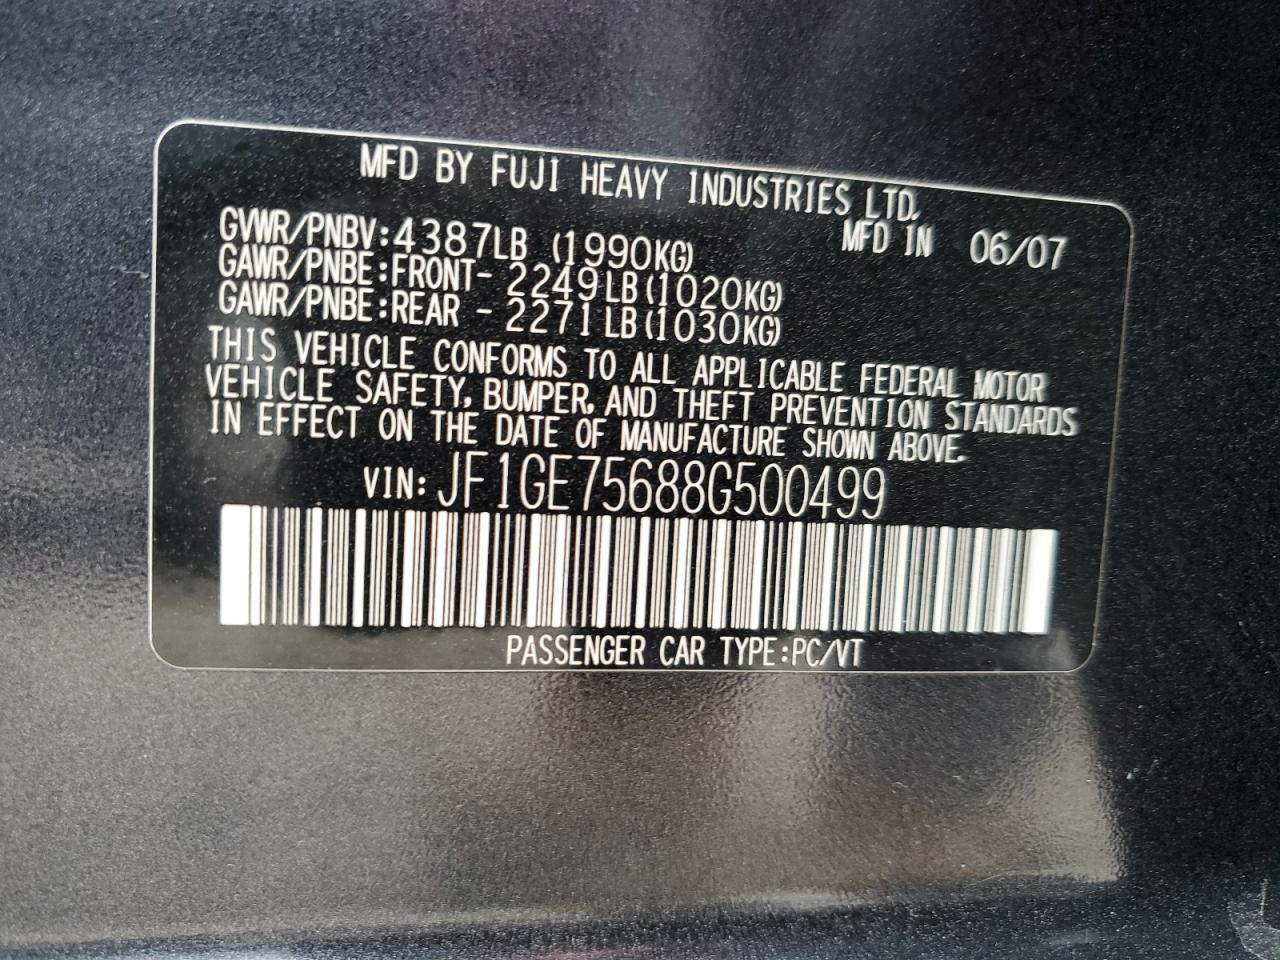 MFD BY FUJI HEAVY INDUSTRIES LTD.
MFD IN 06/07
GVWR/PNBV:4387LB (1990KG)
GAWR/PNBE:FRONT- 2249LB(1020KG)
GAWR/PNBE:REAR - 2271LB(1030KG)
THIS VEHICLE CONFORMS TO ALL APPLICABLE FEDERAL MOTOR
VEHICLE SAFETY, BUMPER, AND THEFT PREVENTION STANDARDS
IN EFFECT ON THE DATE OF MANUFACTURE SHOWN ABOVE.
VIN: JF1GE75688G500499
PASSENGER CAR TYPE:PC/VT